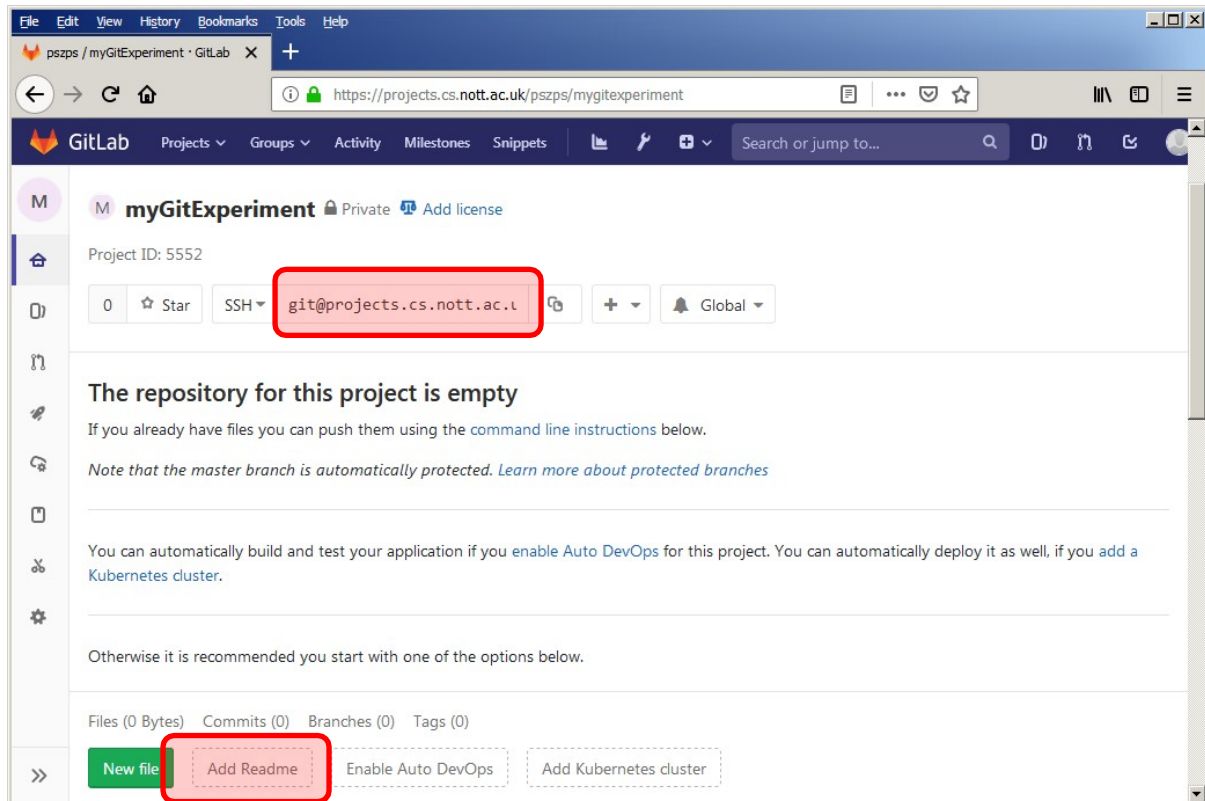 File Edit View History Bookmarks Tools Help
pszps / myGitExperiment · GitLab
https://projects.cs.nott.ac.uk/pszps/mygitexperiment
GitLab Projects Groups Activity Milestones Snippets Search or jump to...
M
M myGitExperiment Private Add license
Project ID: 5552
0 Star SSH git@projects.cs.nott.ac.u Global
The repository for this project is empty
If you already have files you can push them using the command line instructions below.
Note that the master branch is automatically protected. Learn more about protected branches
You can automatically build and test your application if you enable Auto DevOps for this project. You can automatically deploy it as well, if you add a
Kubernetes cluster.
Otherwise it is recommended you start with one of the options below.
Files (0 Bytes) Commits (0) Branches (0) Tags (0)
New file Add Readme Enable Auto DevOps Add Kubernetes cluster